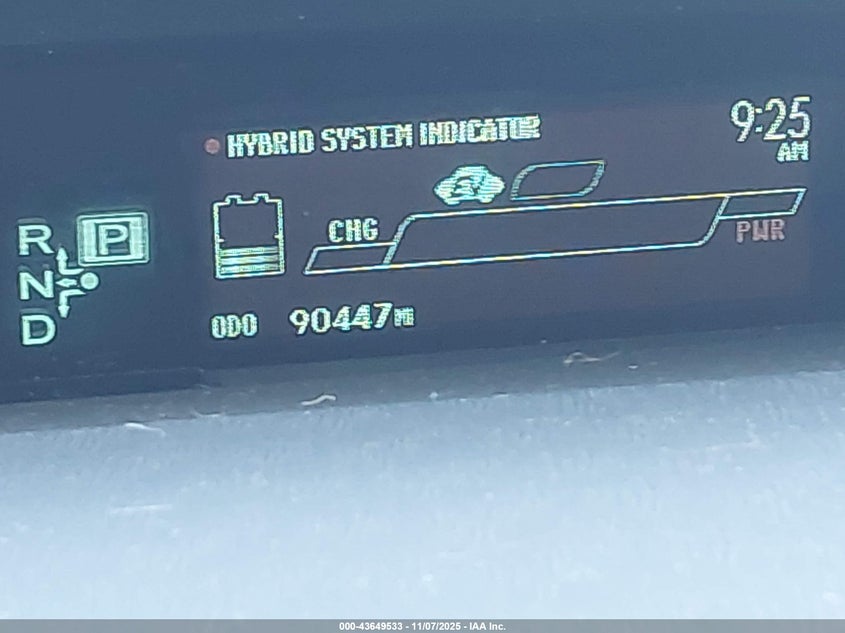 HYBRID SYSTEM INDICATOR
9:25
AM
R P
CHG
PWR
N
D
ODO 90447MI
000-43649533 - 11/07/2025 - IAA Inc.